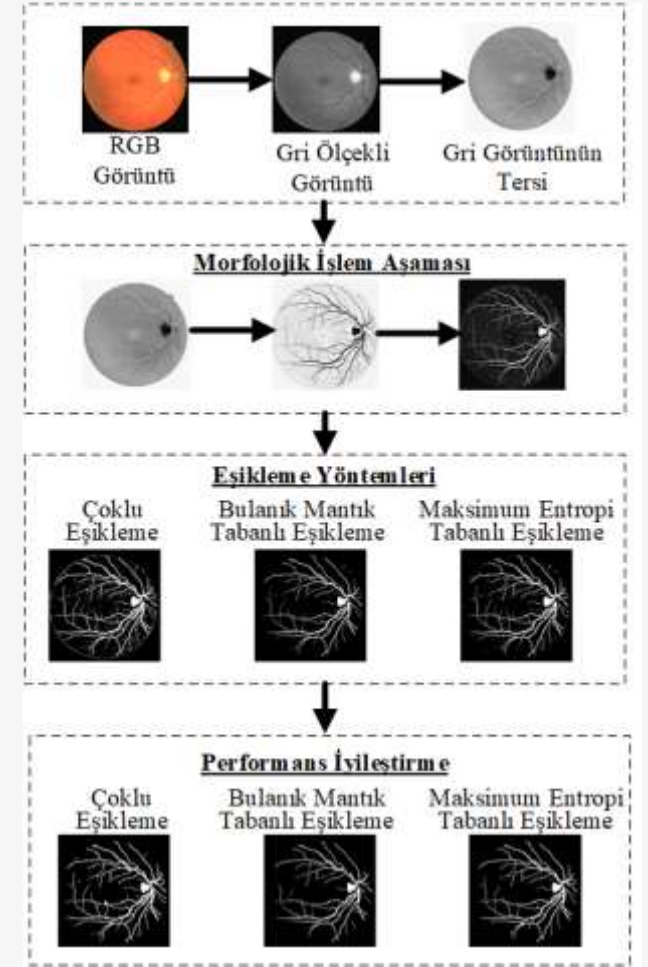 RGB
Görüntü
Gri Ölçekli
Görüntü
Gri Görüntünün
Tersi
Morfolojik İşlem Aşaması
Eşikleme Yöntemleri
Çoklu
Eşikleme
Bulanık Mantık
Tabanlı Eşikleme
Maksimum Entropi
Tabanlı Eşikleme
Performans İyileştirme
Çoklu
Eşikleme
Bulanık Mantık
Tabanlı Eşikleme
Maksimum Entropi
Tabanlı Eşikleme